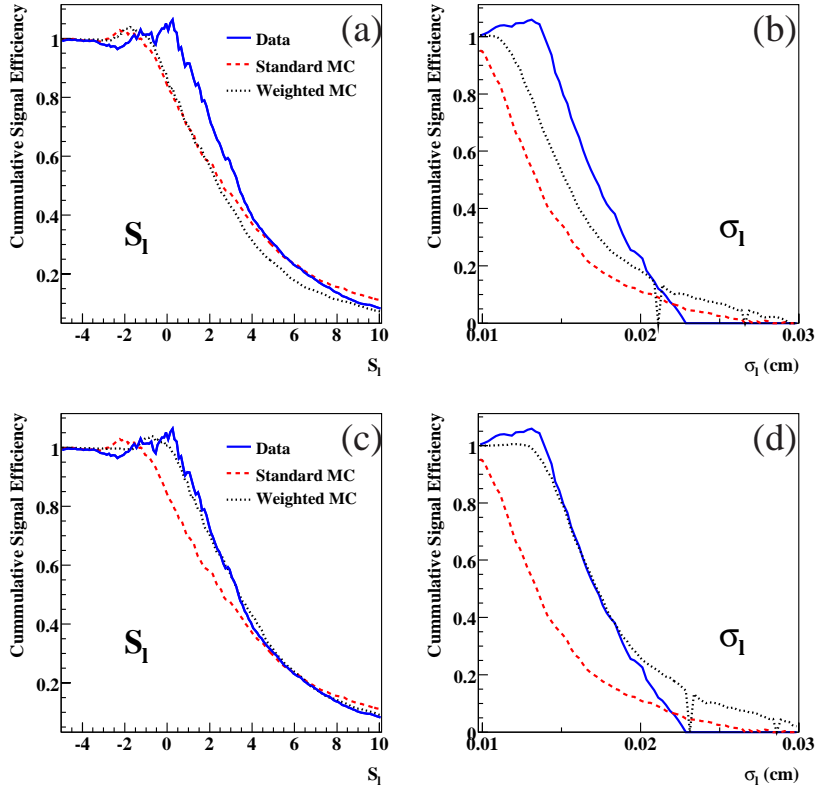 Cummulative Signal Efficiency
1
0.8
0.6
0.4
0.2
(a)
Data
Standard MC
Weighted MC
S_l
-4 -2 0 2 4 6 8 10
S_l
Cummulative Signal Efficiency
1
0.8
0.6
0.4
0.2
0
(b)
σ_l
0.01 0.02 0.03
σ_l (cm)
Cummulative Signal Efficiency
1
0.8
0.6
0.4
0.2
(c)
Data
Standard MC
Weighted MC
S_l
-4 -2 0 2 4 6 8 10
S_l
Cummulative Signal Efficiency
1
0.8
0.6
0.4
0.2
0
(d)
σ_l
0.01 0.02 0.03
σ_l (cm)